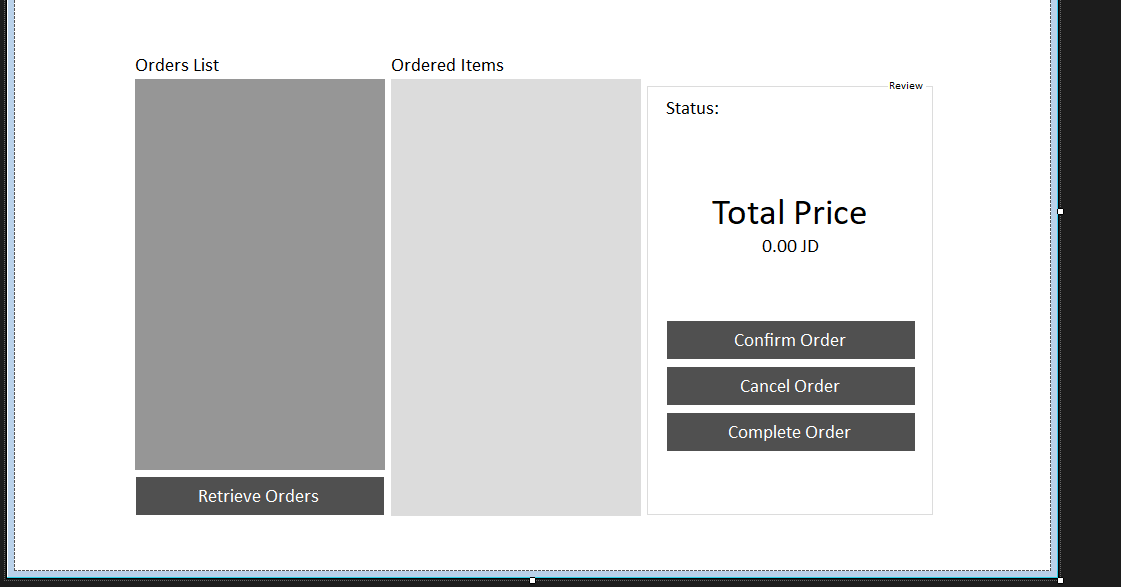 Orders List
Ordered Items
Review
Status:
Total Price
0.00 JD
Confirm Order
Cancel Order
Complete Order
Retrieve Orders